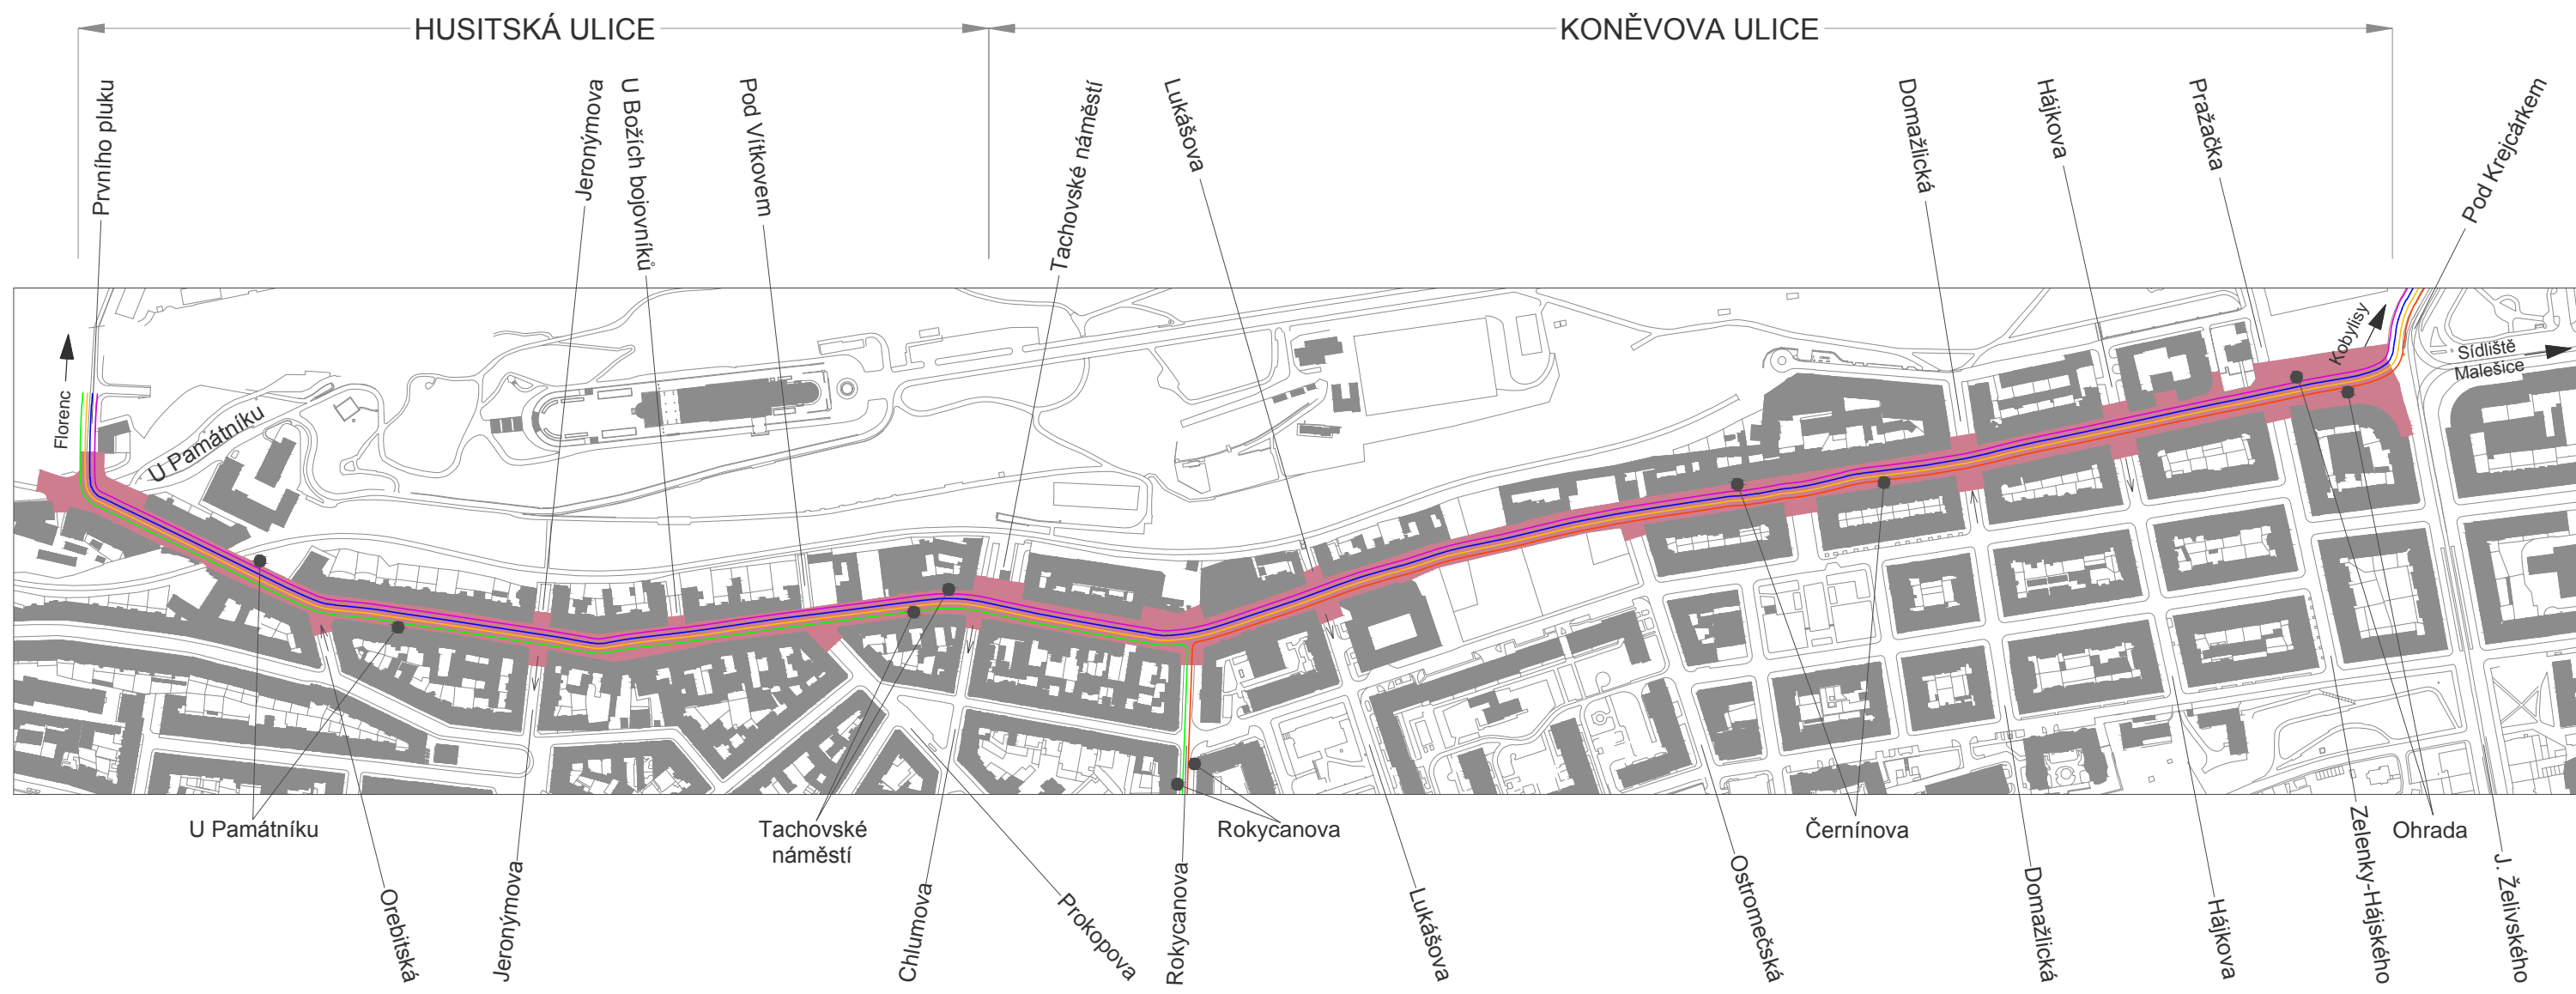 HUSITSKÁ ULICE
KONĚVOVA ULICE
Prvního pluku
Jeronýmova
U Božích bojovníků
Pod Vítkovem
Tachovské náměstí
Lukášova
Domažlická
Hájkova
Pražačka
Pod Krejcárkem
Florenc
U Památníku
Kobylisy
Sídliště
Malešice
U Památníku
Tachovské
náměstí
Rokycanova
Černínova
Ohrada
Orebitská
Jeronýmova
Chlumova
Prokopova
Rokycanova
Lukášova
Ostromečská
Domažlická
Hájkova
Zelenky-Hájského
J. Želivského